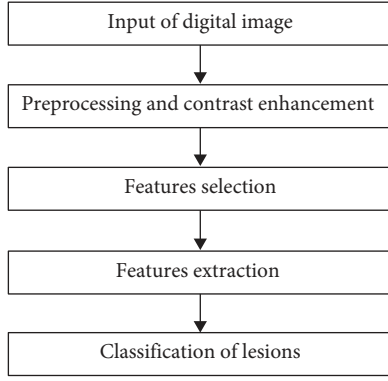 Input of digital image
Preprocessing and contrast enhancement
Features selection
Features extraction
Classification of lesions